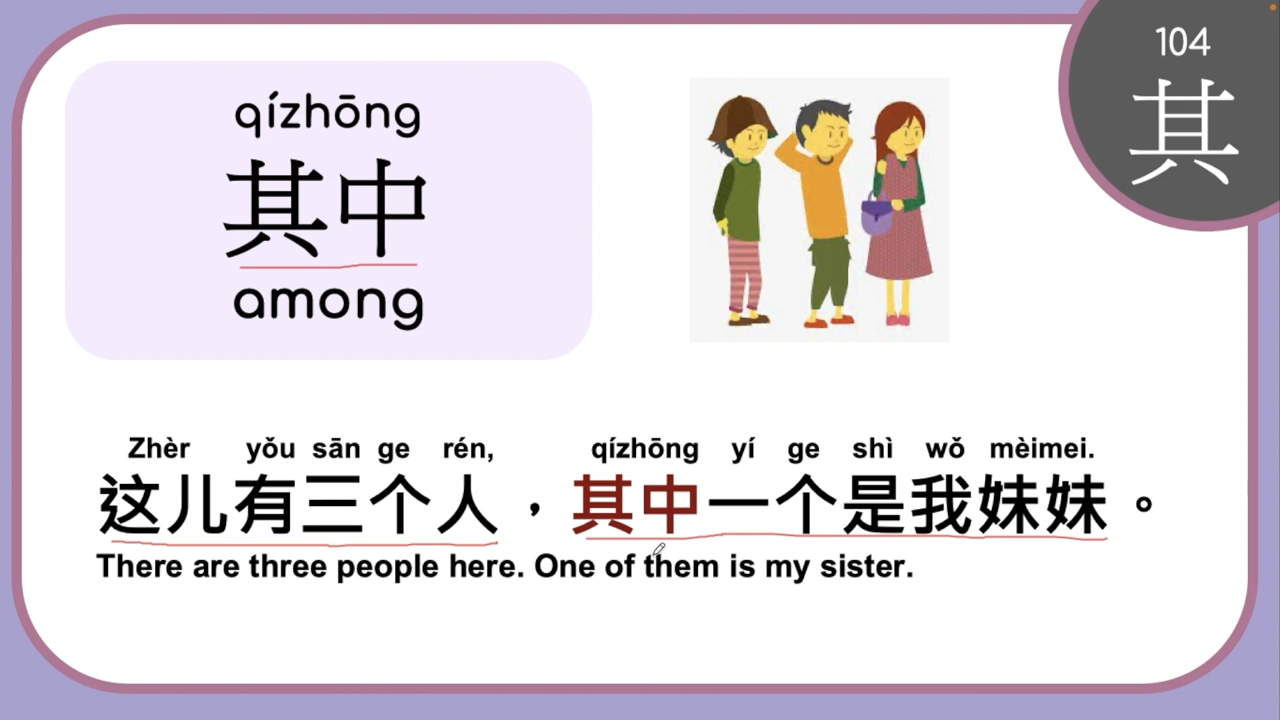 104
其
qízhōng
其中
among
Zhèr yǒu sān ge rén, qízhōng yí ge shì wǒ mèimei.
这儿有三个人，其中一个是我妹妹。
There are three people here. One of them is my sister.